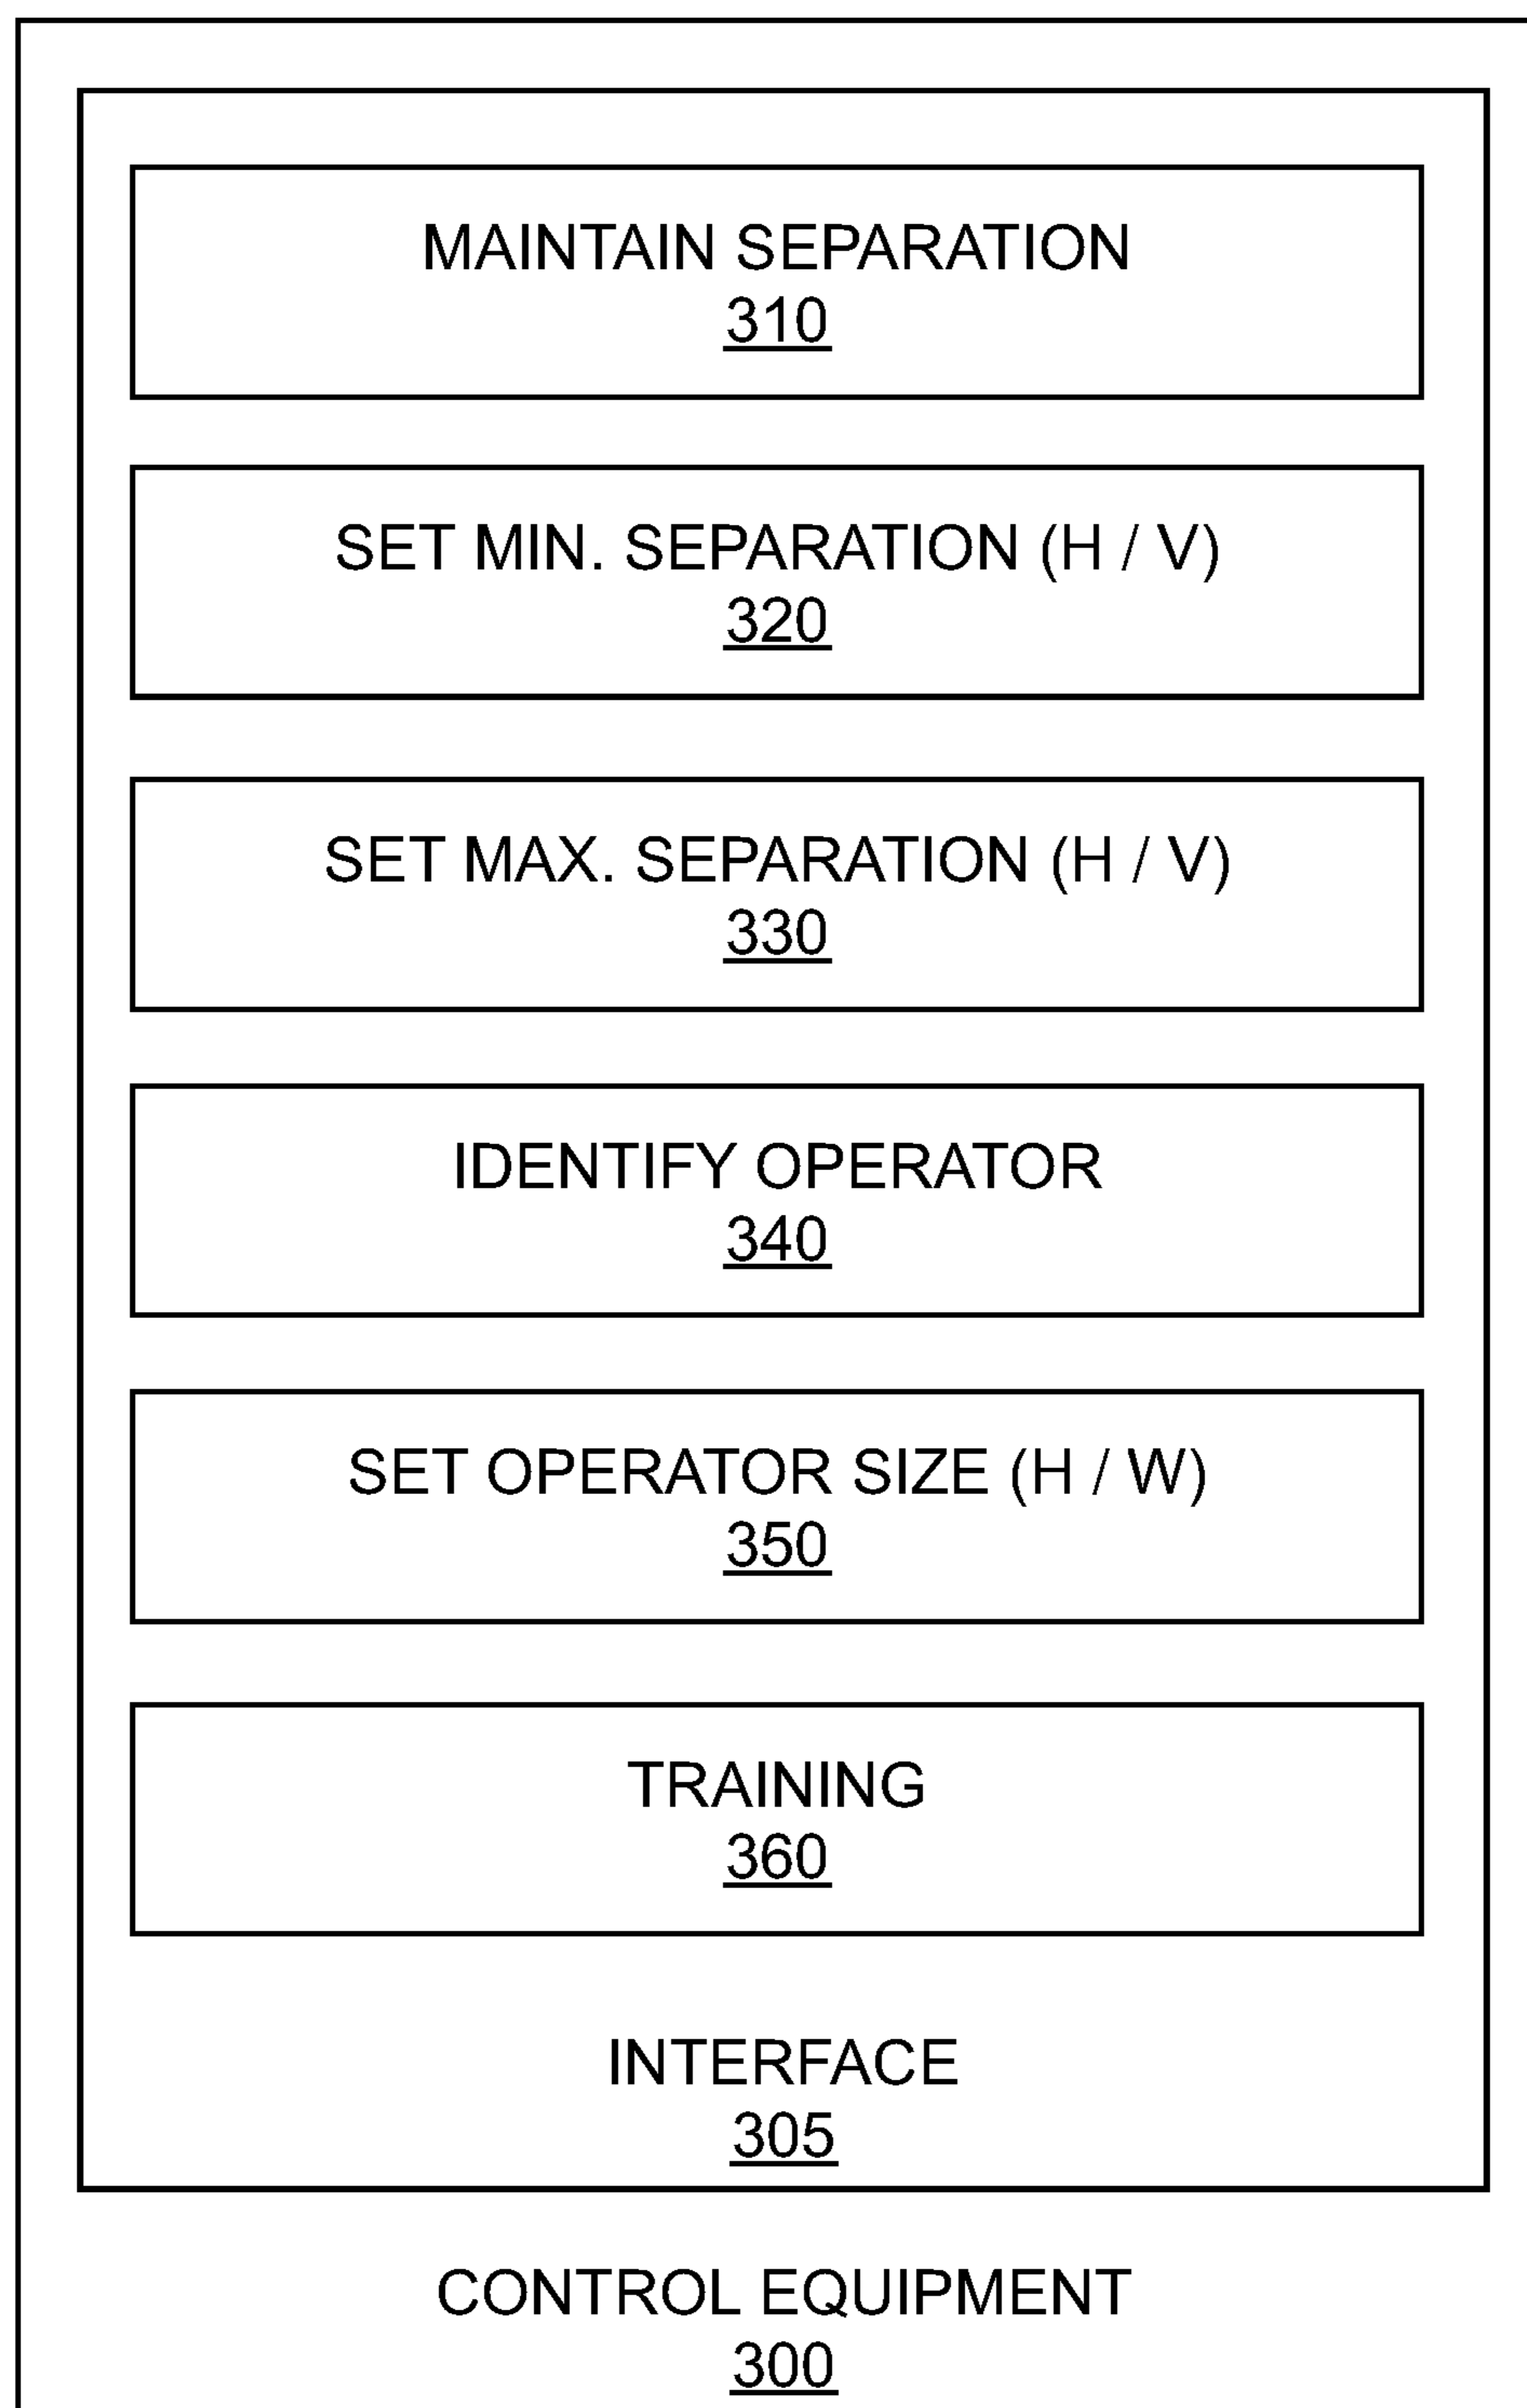 MAINTAIN SEPARATION
310
SET MIN. SEPARATION (H / V)
320
SET MAX. SEPARATION (H / V)
330
IDENTIFY OPERATOR
340
SET OPERATOR SIZE (H / W)
350
TRAINING
360
INTERFACE
305
CONTROL EQUIPMENT
300